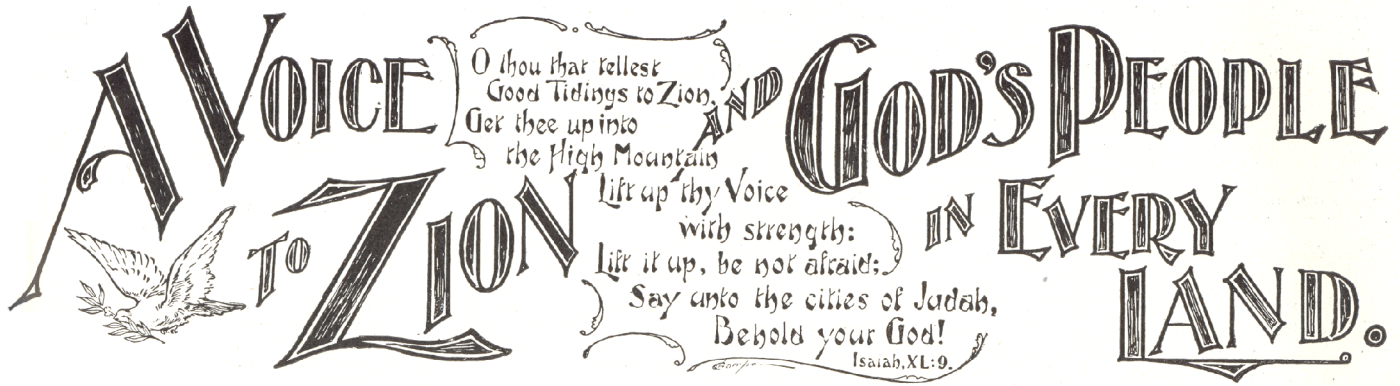 A VOICE
TO ZION
O thou that tellest
Good Tidings to Zion,
Get thee up into
the High Mountain
Lift up thy Voice
with strength:
Lift it up, be not afraid;
Say unto the cities of Judah,
Behold your God!
Isaiah, XL:9.
AND GOD'S PEOPLE
IN EVERY
LAND.